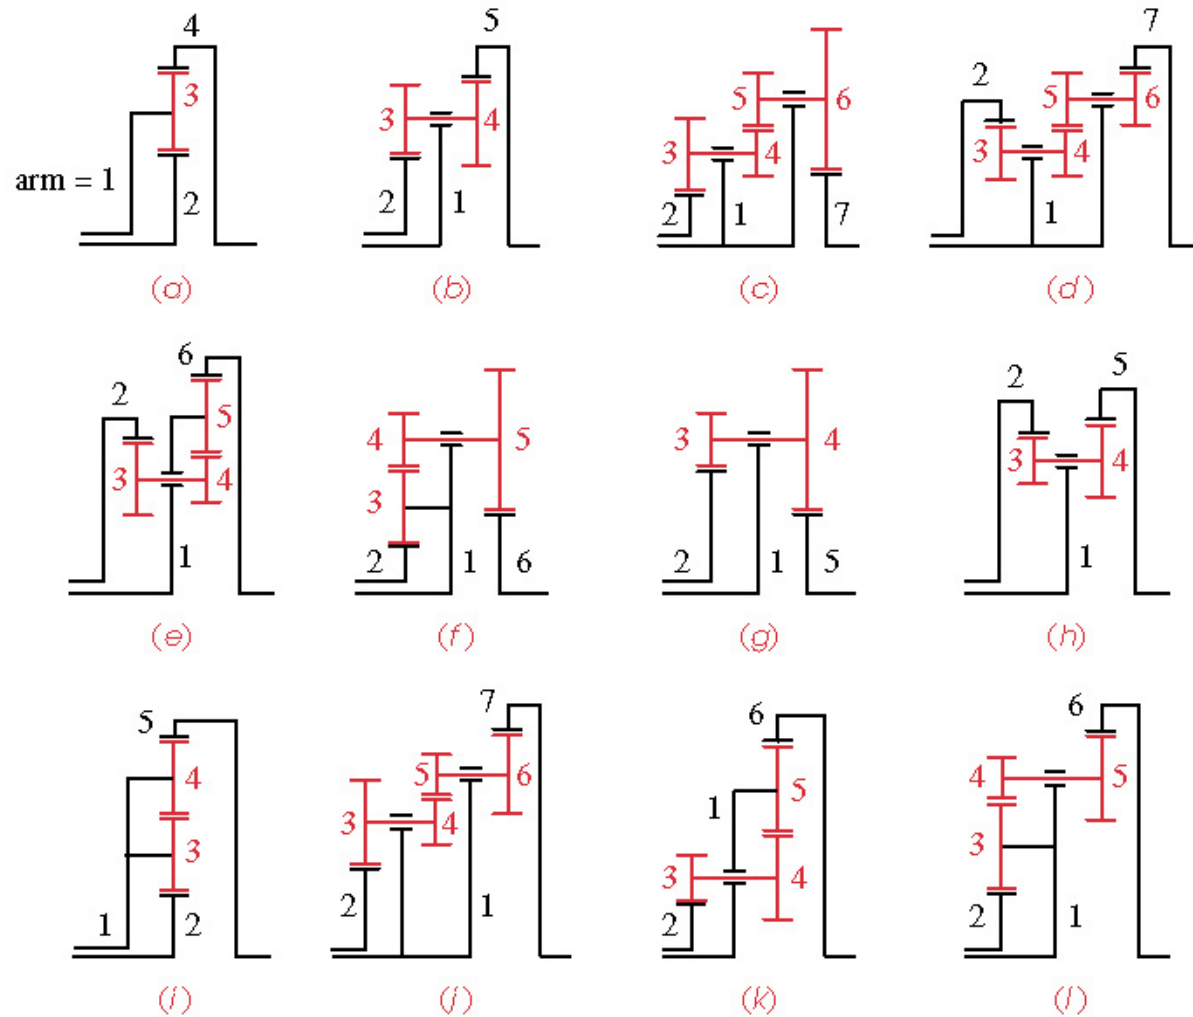 4 5 7
2
3 3 4 5 6 5 6
3 4 3 4
arm = 1 2 2 1 2 1 7 1
(a) (b) (c) (d)
6 5
2 2
5 4 5 3 4 3 4
3 4 3
1 2 1 6 2 1 5 1
(e) (f) (g) (h)
5 7 6 6
4 5 6 1 5 4 5
3 3 4 3 4 3
1 2 2 1 2 2 1
(i) (j) (k) (l)